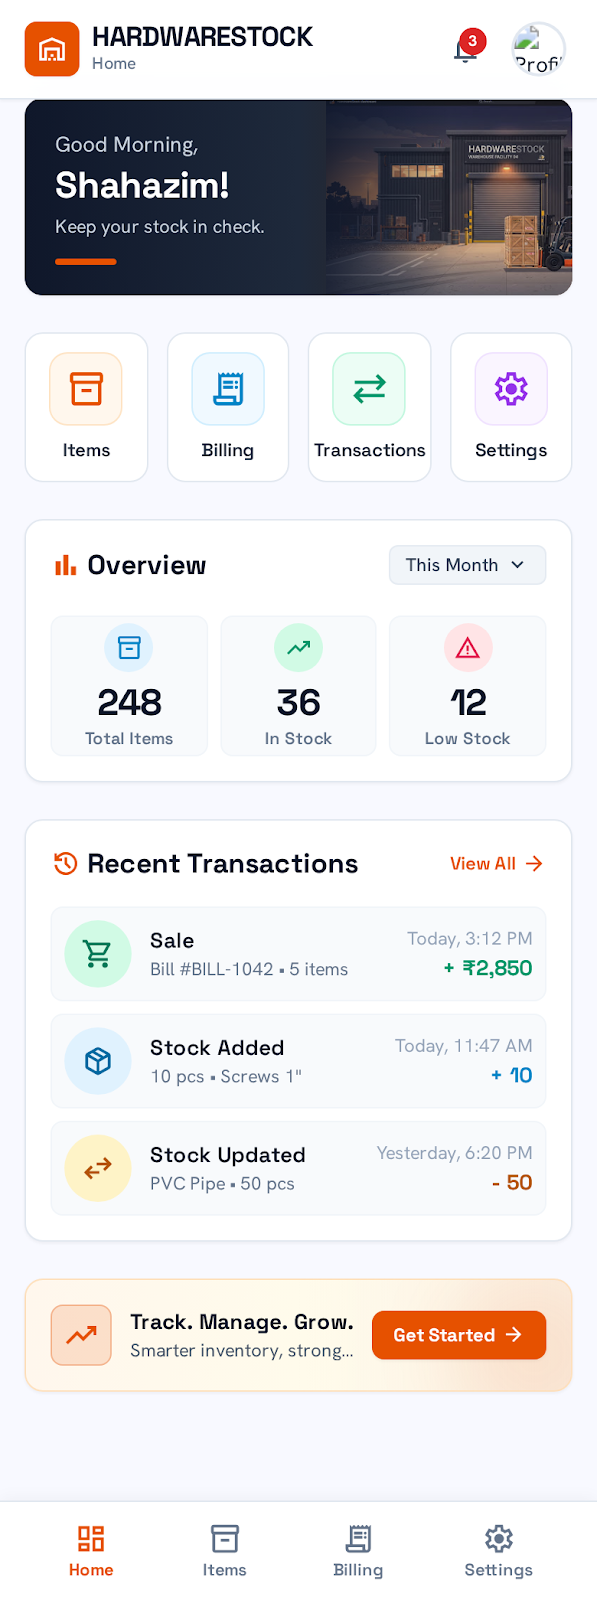 HARDWARESTOCK
Home
3
Profi
Good Morning,
Shahazim!
Keep your stock in check.
HARDWARESTOCK
Items
Billing
Transactions
Settings
Overview
This Month
248
Total Items
36
In Stock
12
Low Stock
Recent Transactions
View All
Sale
Today, 3:12 PM
Bill #BILL-1042 • 5 items
+ ₹2,850
Stock Added
Today, 11:47 AM
10 pcs • Screws 1"
+ 10
Stock Updated
Yesterday, 6:20 PM
PVC Pipe • 50 pcs
- 50
Track. Manage. Grow.
Smarter inventory, strong...
Get Started
Home
Items
Billing
Settings